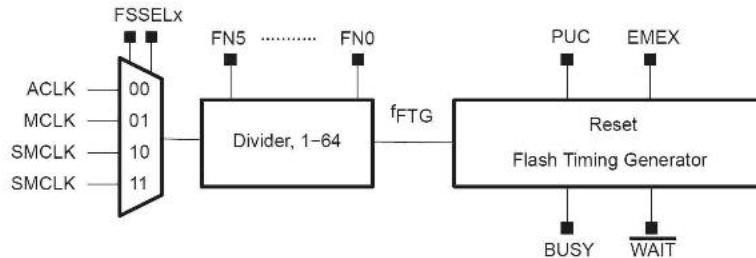 FSSELx
FN5 ......... FN0
PUC EMEX
ACLK 00
MCLK 01
SMCLK 10
SMCLK 11
Divider, 1–64
fFTG
Reset
Flash Timing Generator
BUSY WAIT